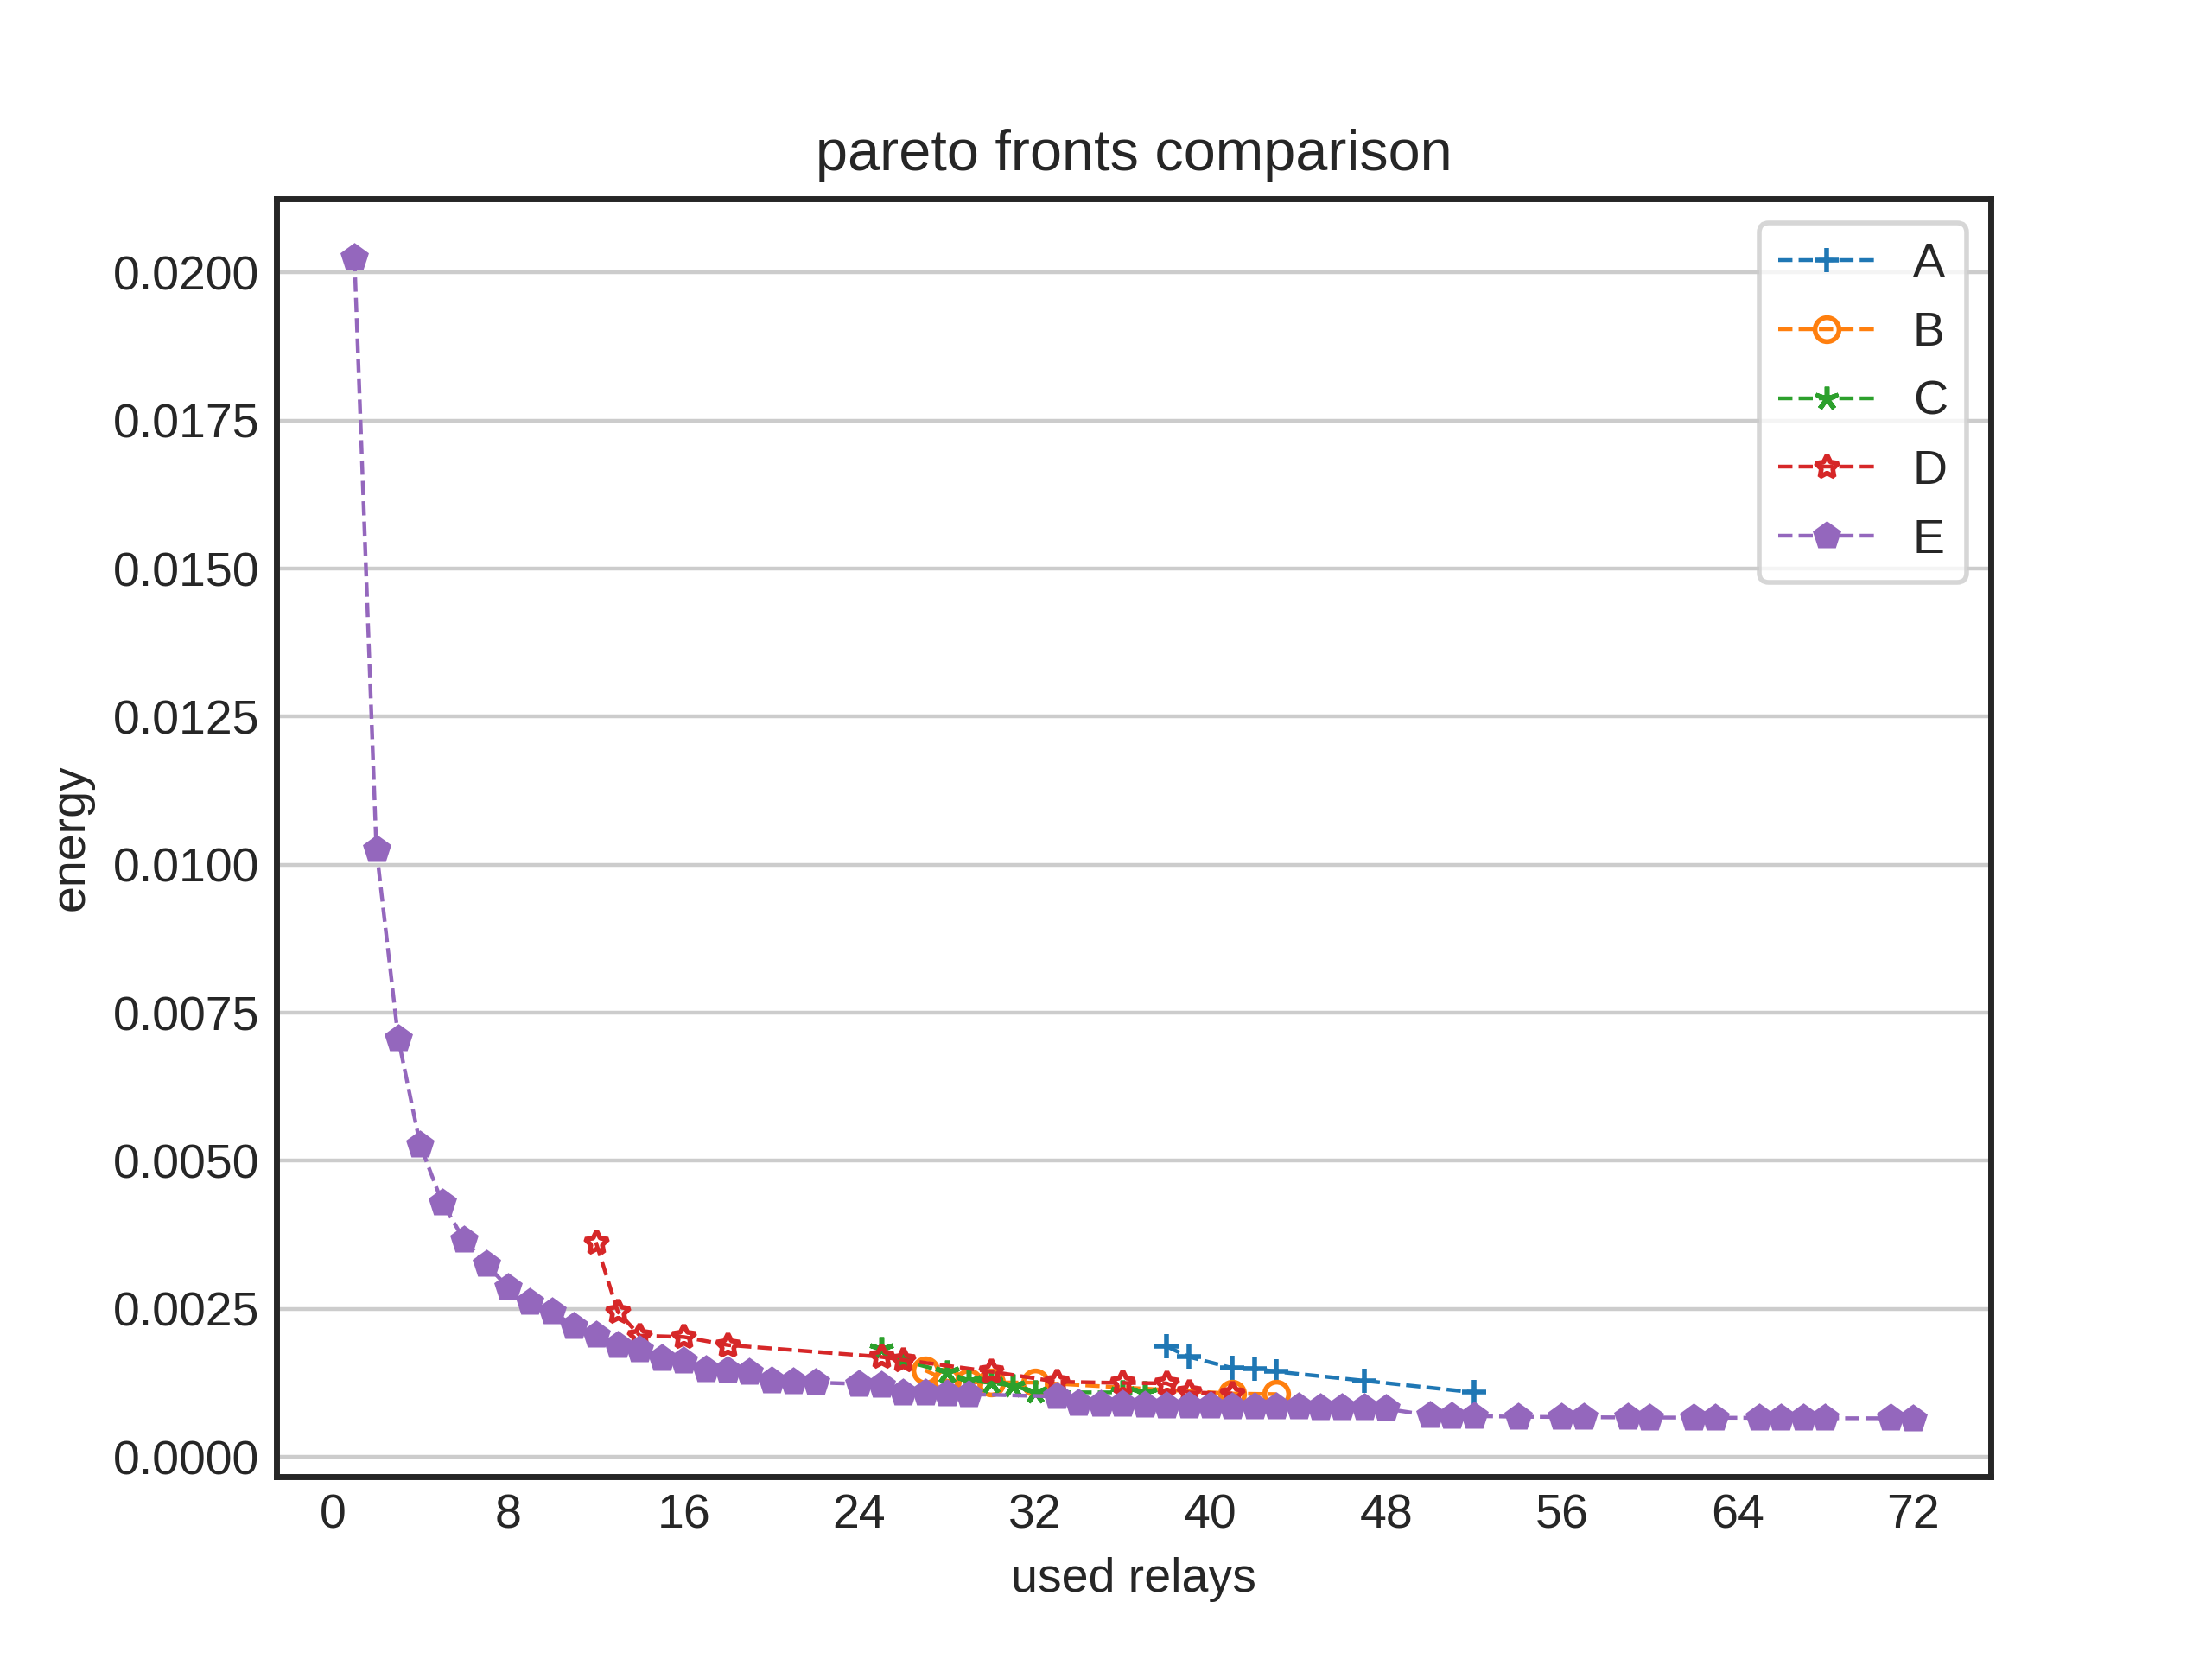 pareto fronts comparison
0.0200
0.0175
0.0150
0.0125
0.0100
0.0075
0.0050
0.0025
0.0000
energy
A
B
C
D
E
0 8 16 24 32 40 48 56 64 72
used relays